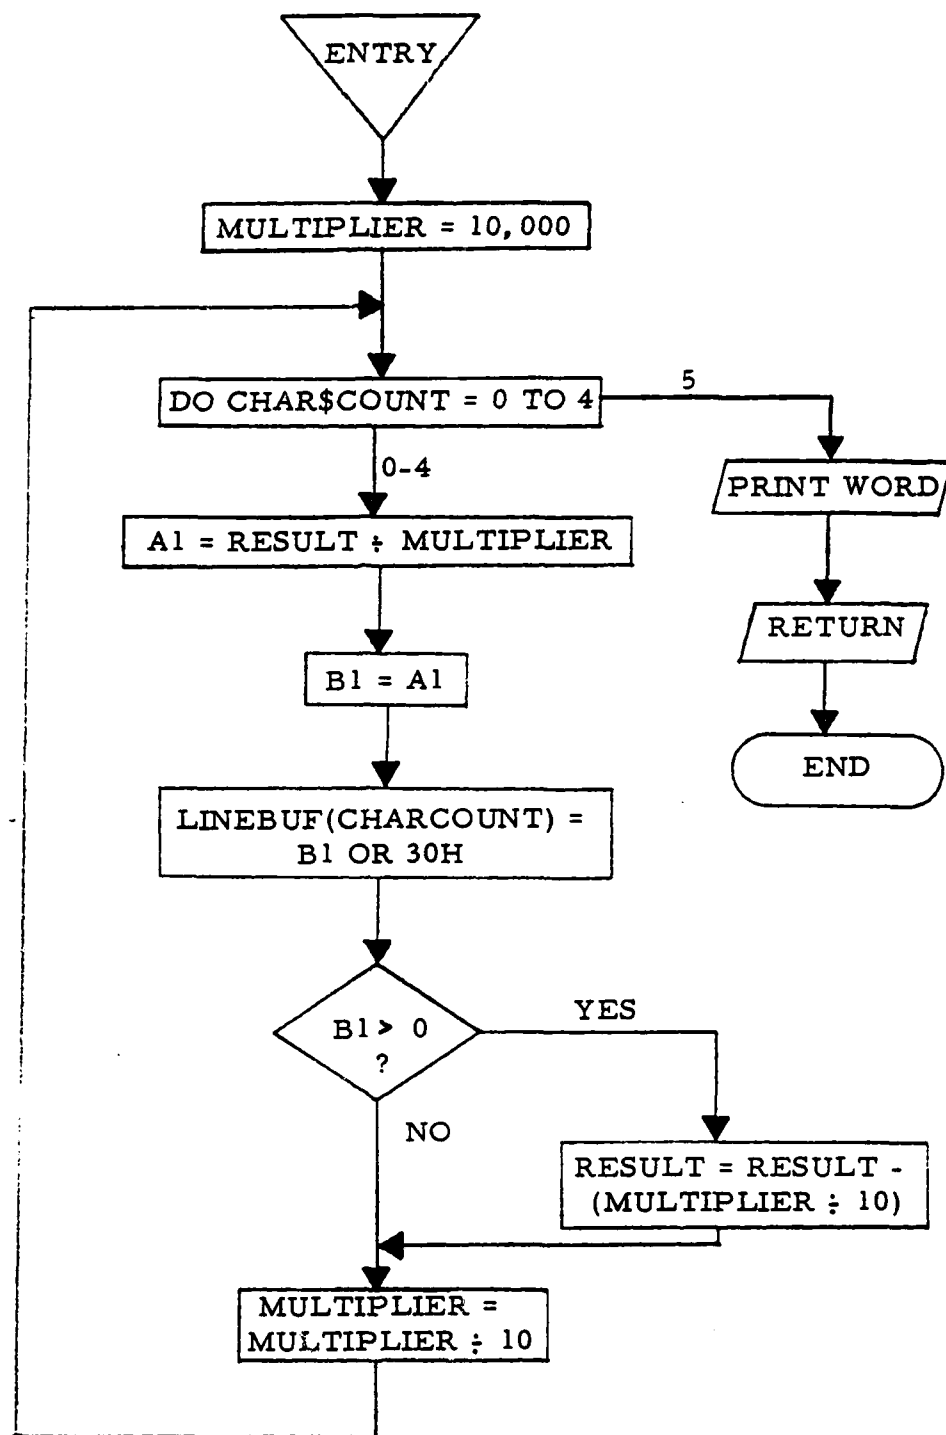 ENTRY
MULTIPLIER = 10,000
DO CHAR$COUNT = 0 TO 4
5
0-4
PRINT WORD
A1 = RESULT ÷ MULTIPLIER
RETURN
B1 = A1
END
LINEBUF(CHARCOUNT) =
B1 OR 30H
B1 > 0
?
YES
NO
RESULT = RESULT -
(MULTIPLIER ÷ 10)
MULTIPLIER =
MULTIPLIER ÷ 10